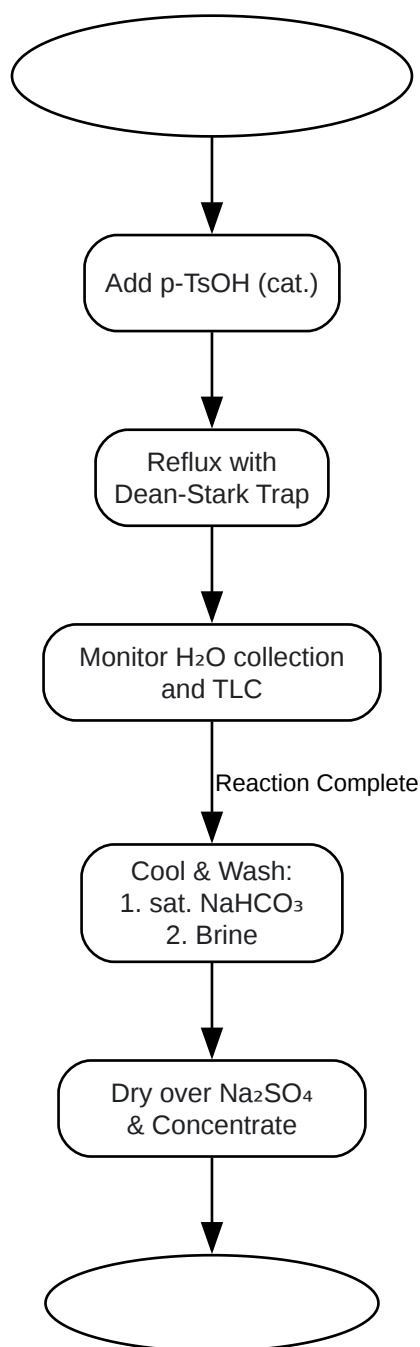 Add p-TsOH (cat.)
Reflux with
Dean-Stark Trap
Monitor H₂O collection
and TLC
Reaction Complete
Cool & Wash:
1. sat. NaHCO₃
2. Brine
Dry over Na₂SO₄
& Concentrate